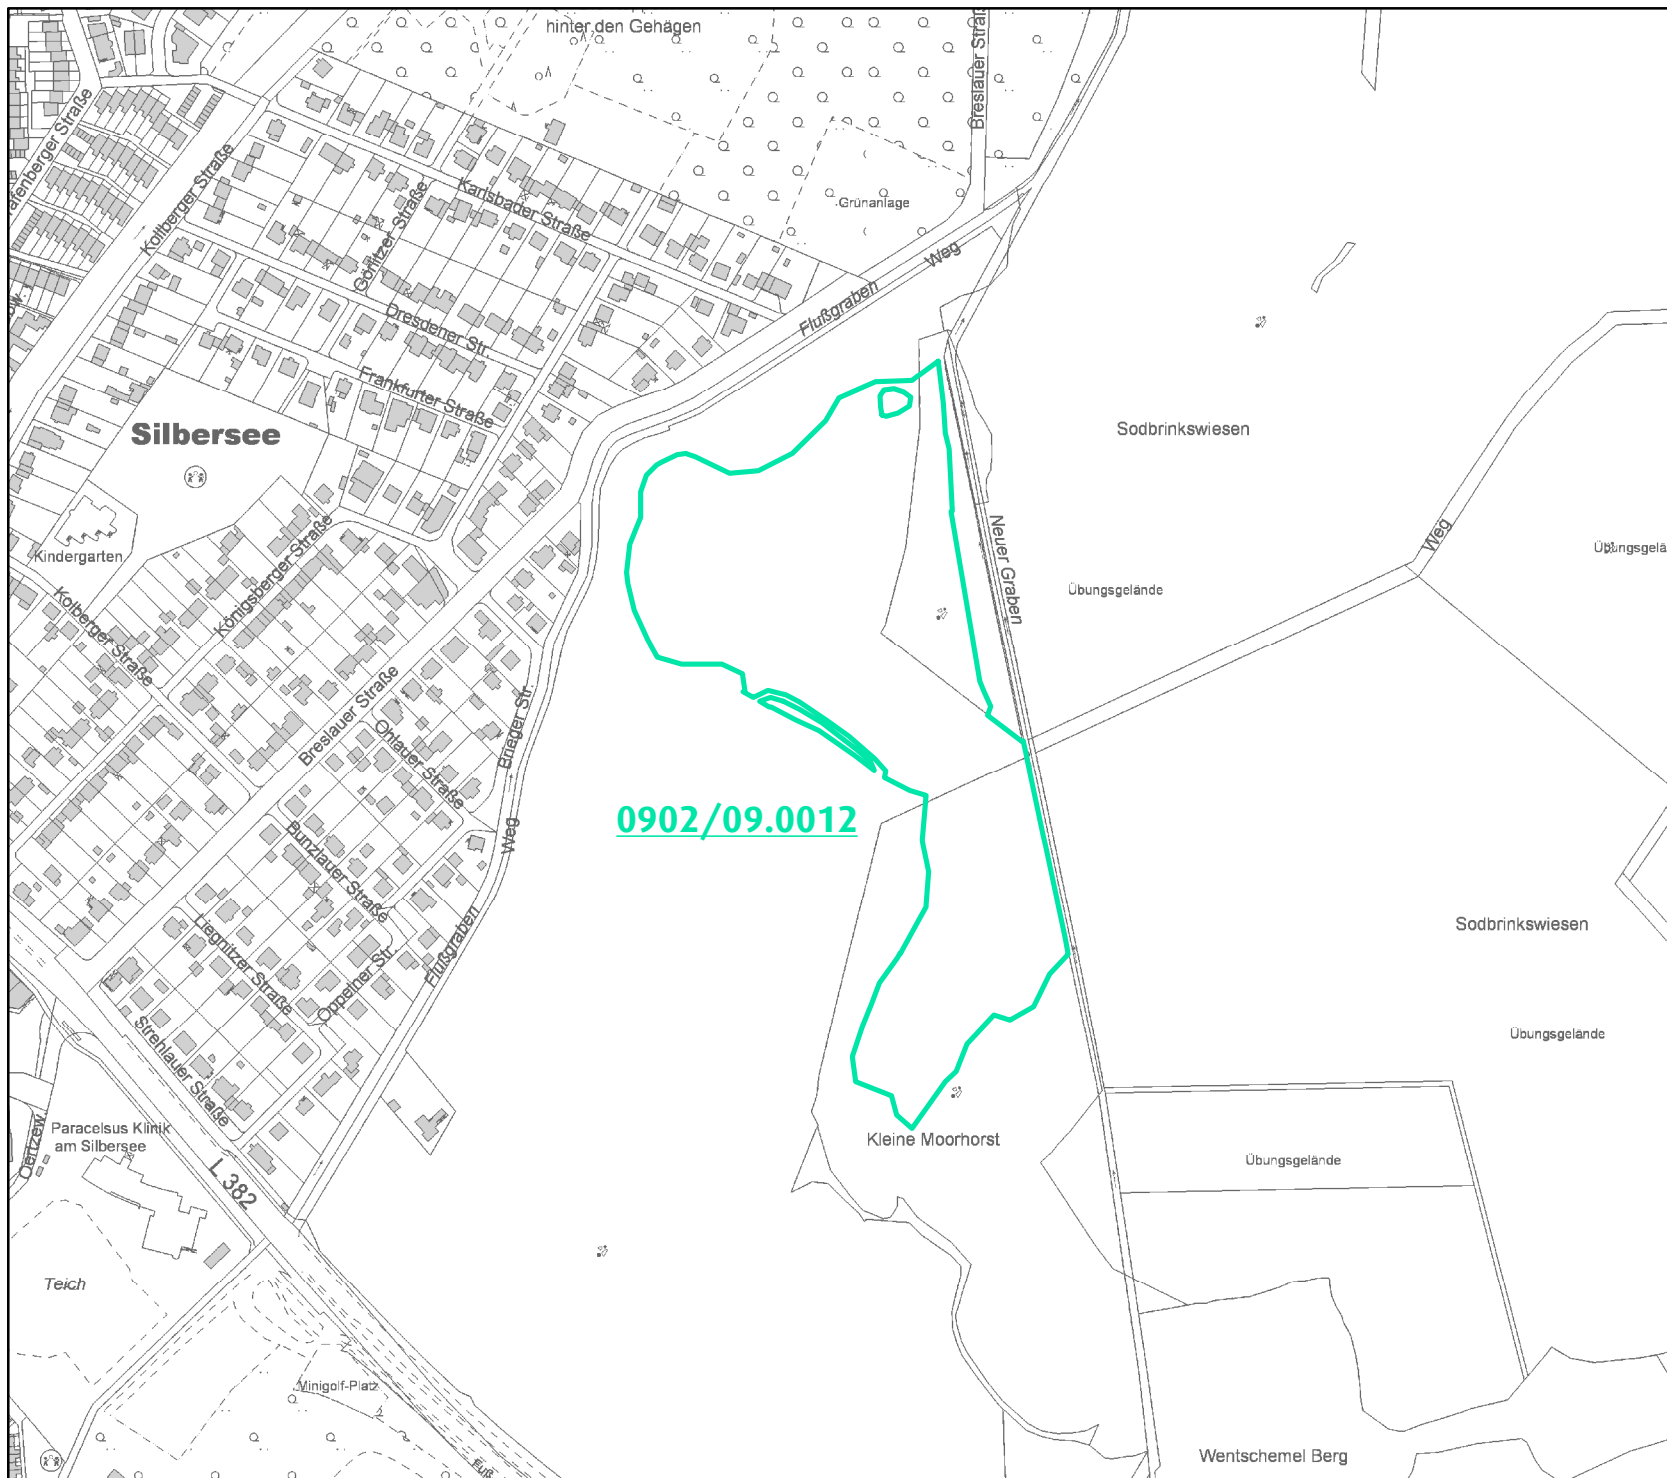 hinter den Gehägen
Breslauer Straß
Kolberger Straße
Karlsbader Straße
Görlitzer Straße
Grünanlage
Weg
Flußgraben
Dresdener Str.
Frankfurter Straße
Silbersee
Sodbrinkswiesen
Kindergarten
Königsberger Straße
Kolberger Straße
Neuer Graben
Weg
Übungsgelände
Übungsgelä
Breslauer Straße
Ohlauer Straße
Brieger Str.
0902/09.0012
Weg
Bunzlauer Straße
Liegnitzer Straße
Oppelner Str.
Flußgraben
Sodbrinkswiesen
Strehlauer Straße
Übungsgelände
Paracelsus Klinik
am Silbersee
Oertzew.
L 382
Kleine Moorhorst
Übungsgelände
Teich
Minigolf-Platz
Wentschemel Berg